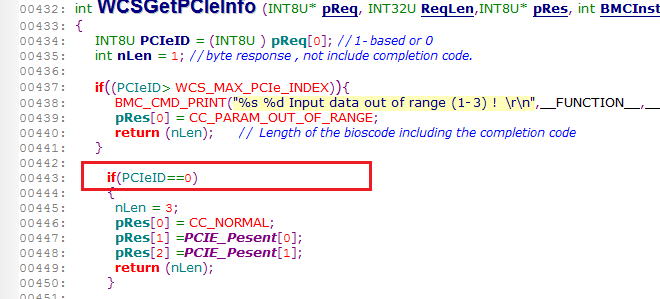 00432: int WCSGetPCIeInfo (INT8U* pReq, INT32U ReqLen,INT8U* pRes, int BMCInst
00433: {
00434: INT8U PCIeID = (INT8U ) pReq[0]; // 1-based or 0
00435: int nLen = 1; // byte response , not include completion code.
00436:
00437: if((PCIeID> WCS_MAX_PCIe_INDEX)){
00438: BMC_CMD_PRINT("%s %d Input data out of range (1-3) ! \r\n",__FUNCTION__,_
00439: pRes[0] = CC_PARAM_OUT_OF_RANGE;
00440: return (nLen); // Length of the bioscode including the completion code
00441: }
00442:
00443: if(PCIeID==0)
00444: {
00445: nLen = 3;
00446: pRes[0] = CC_NORMAL;
00447: pRes[1] =PCIE_Pesent[0];
00448: pRes[2] =PCIE_Pesent[1];
00449: return (nLen);
00450: }